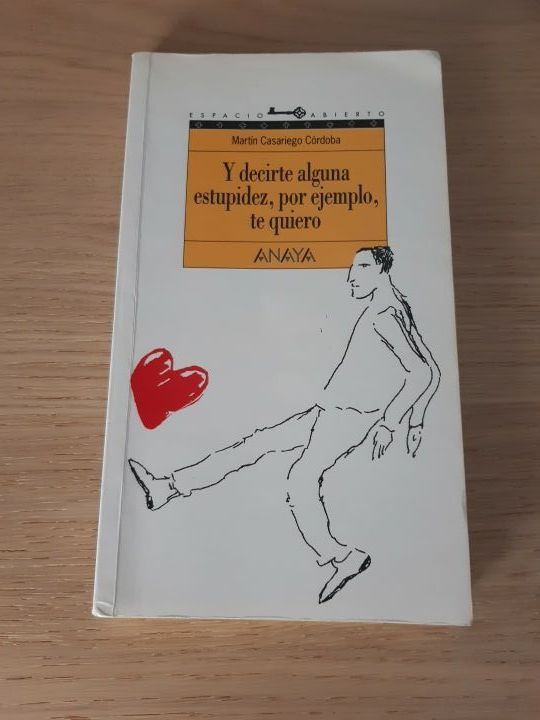 ESPACIO ABIERTO
Martín Casariego Córdoba
Y decirte alguna
estupidez, por ejemplo,
te quiero
ANAYA